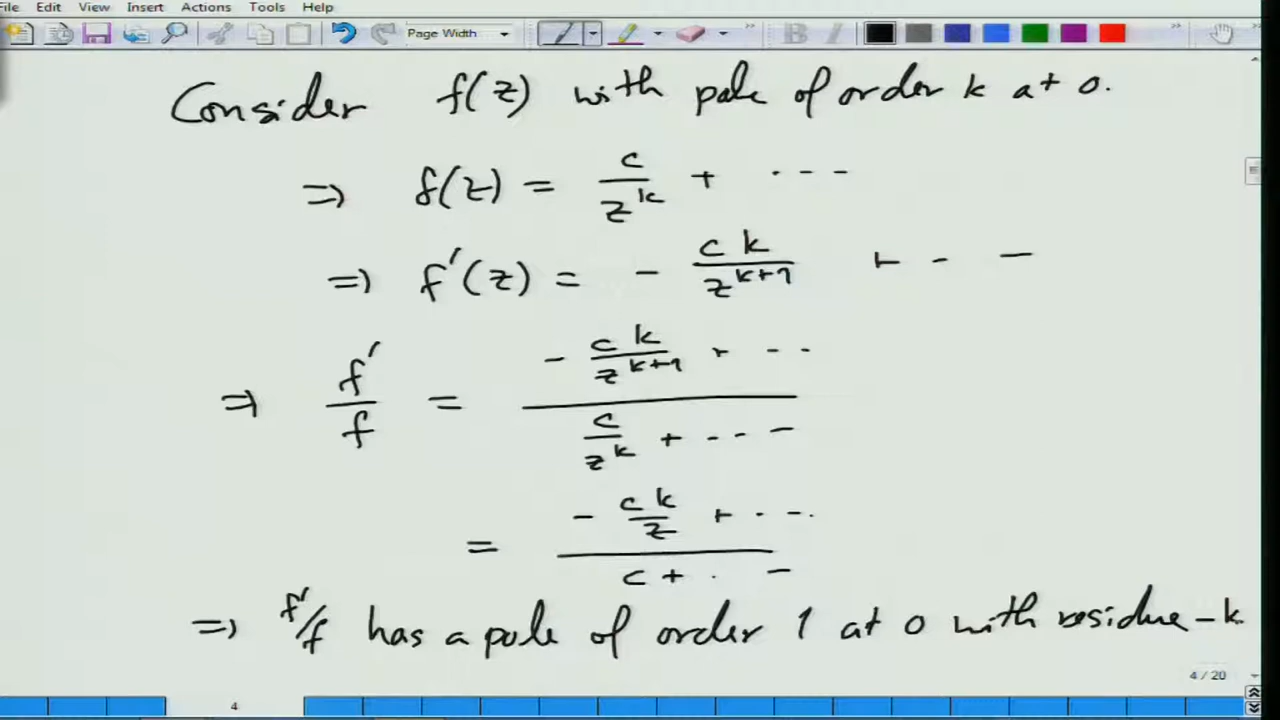 File Edit View Insert Actions Tools Help
Page Width
Consider f(z) with pole of order k at 0.
⇒ f(z) = c/z^k + ---
⇒ f'(z) = - ck/z^{k+1} + - -
⇒ f'/f = (- ck/z^{k+1} + ---)/(c/z^k + ----)
= (- ck/z + ---)/(c + . -)
⇒ f'/f has a pole of order 1 at 0 with residue -k.
4 / 20
4